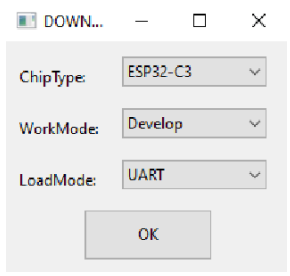 DOWN...
ChipType: ESP32-C3
WorkMode: Develop
LoadMode: UART
OK